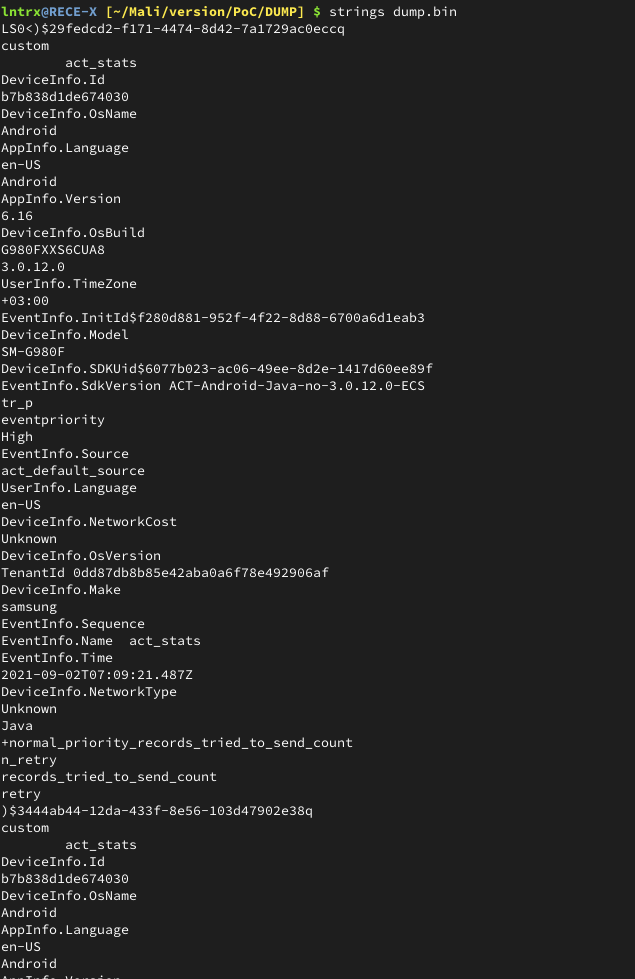 lntrx@RECE-X [~/Mali/version/PoC/DUMP] $ strings dump.bin
LS0<)$29fedcd2-f171-4474-8d42-7a1729ac0eccq
custom
act_stats
DeviceInfo.Id
b7b838d1de674030
DeviceInfo.OsName
Android
AppInfo.Language
en-US
Android
AppInfo.Version
6.16
DeviceInfo.OsBuild
G980FXXS6CUA8
3.0.12.0
UserInfo.TimeZone
+03:00
EventInfo.InitId$f280d881-952f-4f22-8d88-6700a6d1eab3
DeviceInfo.Model
SM-G980F
DeviceInfo.SDKUid$6077b023-ac06-49ee-8d2e-1417d60ee89f
EventInfo.SdkVersion ACT-Android-Java-no-3.0.12.0-ECS
tr_p
eventpriority
High
EventInfo.Source
act_default_source
UserInfo.Language
en-US
DeviceInfo.NetworkCost
Unknown
DeviceInfo.OsVersion
TenantId 0dd87db8b85e42aba0a6f78e492906af
DeviceInfo.Make
samsung
EventInfo.Sequence
EventInfo.Name  act_stats
EventInfo.Time
2021-09-02T07:09:21.487Z
DeviceInfo.NetworkType
Unknown
Java
+normal_priority_records_tried_to_send_count
n_retry
records_tried_to_send_count
retry
)$3444ab44-12da-433f-8e56-103d47902e38q
custom
act_stats
DeviceInfo.Id
b7b838d1de674030
DeviceInfo.OsName
Android
AppInfo.Language
en-US
Android
AppInfo.Version